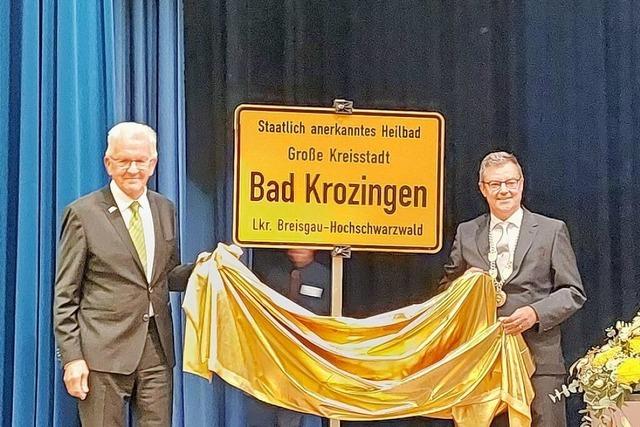 Staatlich anerkanntes Heilbad
Große Kreisstadt
Bad Krozingen
Lkr. Breisgau-Hochschwarzwald